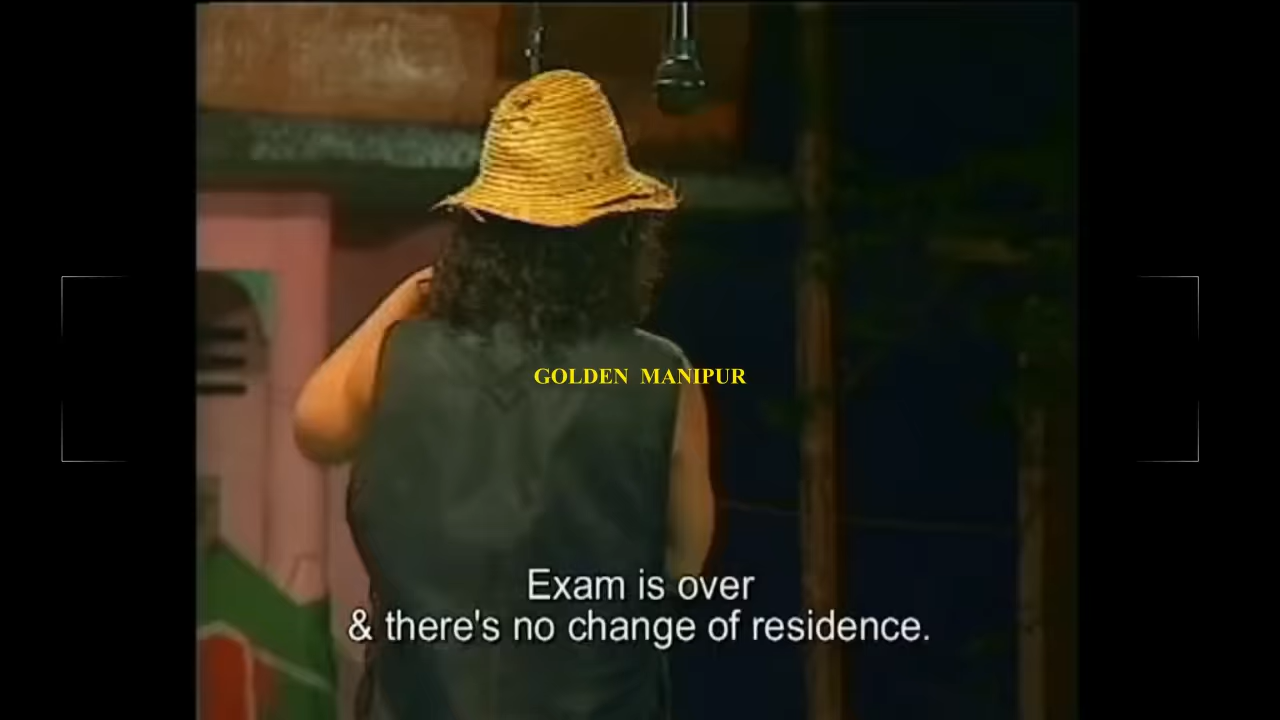 GOLDEN MANIPUR
Exam is over
& there's no change of residence.